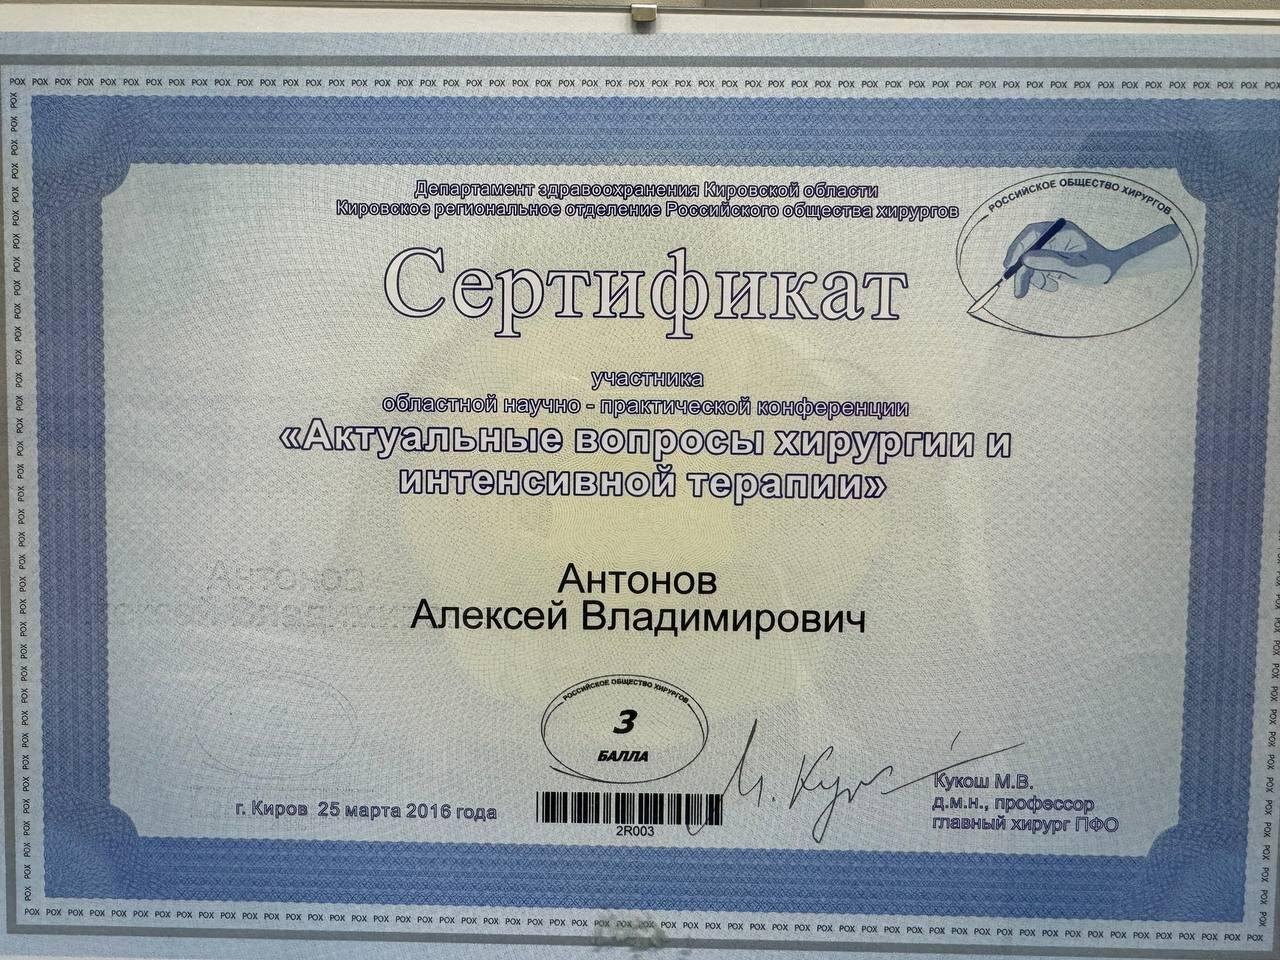 Департамент здравоохранения Кировской области
Кировское региональное отделение Российского общества хирургов
РОССИЙСКОЕ ОБЩЕСТВО ХИРУРГОВ
Сертификат
участника
областной научно - практической конференции
«Актуальные вопросы хирургии и
интенсивной терапии»
Антонов
Алексей Владимирович
РОССИЙСКОЕ ОБЩЕСТВО ХИРУРГОВ
3
БАЛЛА
г. Киров 25 марта 2016 года
2R003
Кукош М.В.
д.м.н., профессор
главный хирург ПФО